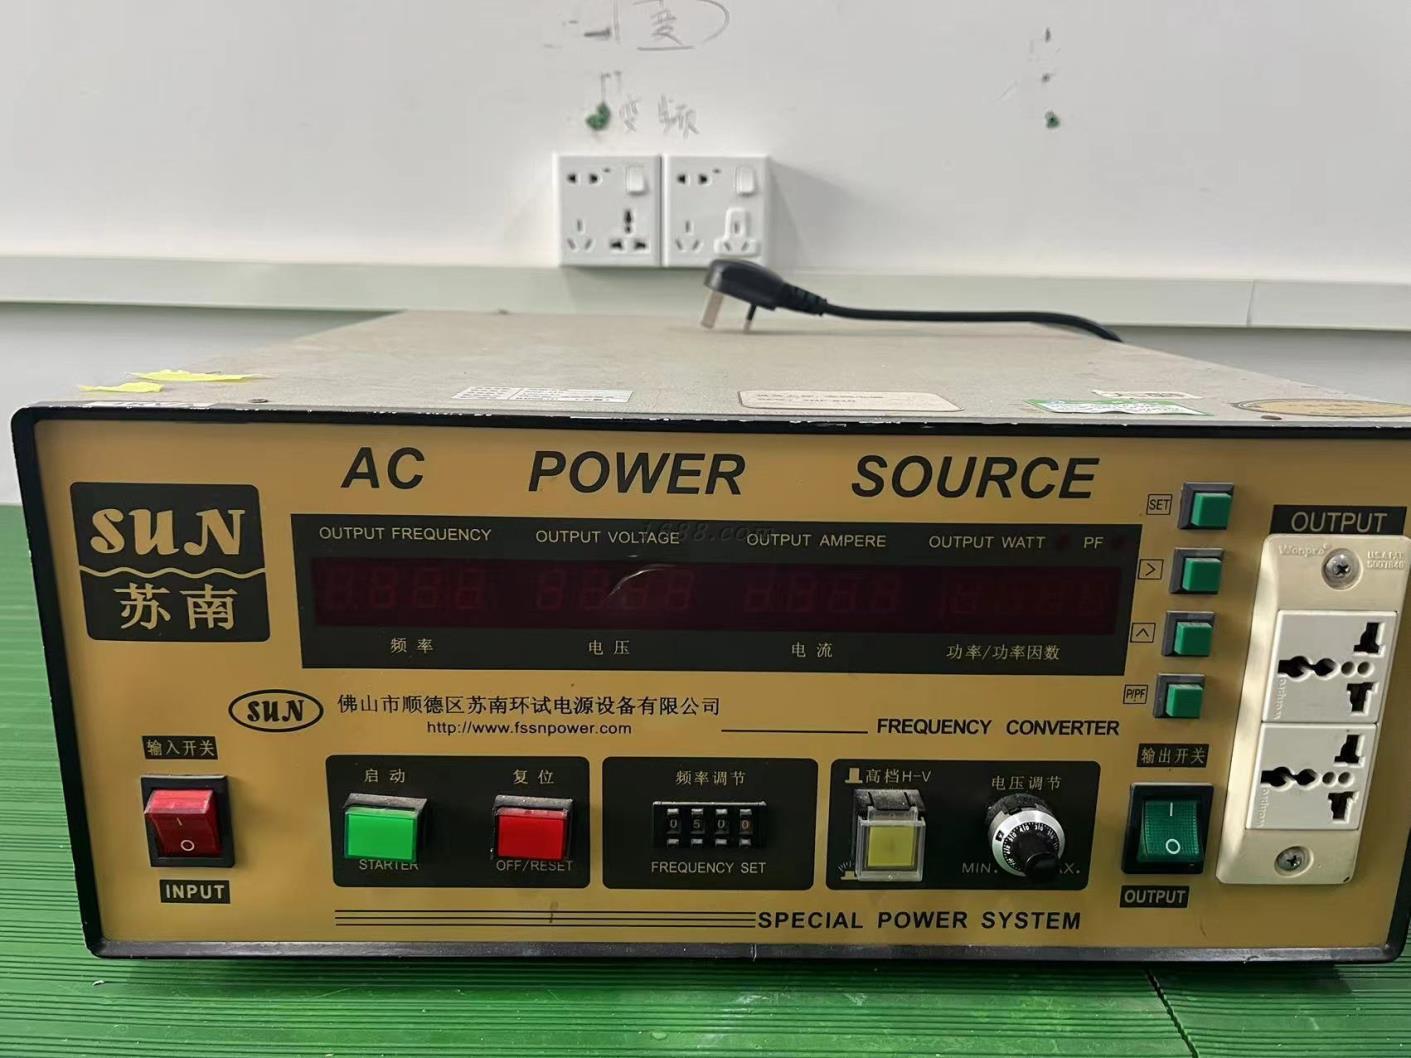 变频
AC POWER SOURCE
SUN
苏南
OUTPUT FREQUENCY OUTPUT VOLTAGE OUTPUT AMPERE OUTPUT WATT PF
1688.com
频率 电压 电流 功率/功率因数
SET
>
^
P/PF
OUTPUT
SUN
佛山市顺德区苏南环试电源设备有限公司
http://www.fssnpower.com
FREQUENCY CONVERTER
输入开关
I
O
INPUT
启动
STARTER
复位
OFF/RESET
频率调节
0500
FREQUENCY SET
高档H-V
电压调节
MIN. MAX.
输出开关
I
O
OUTPUT
SPECIAL POWER SYSTEM